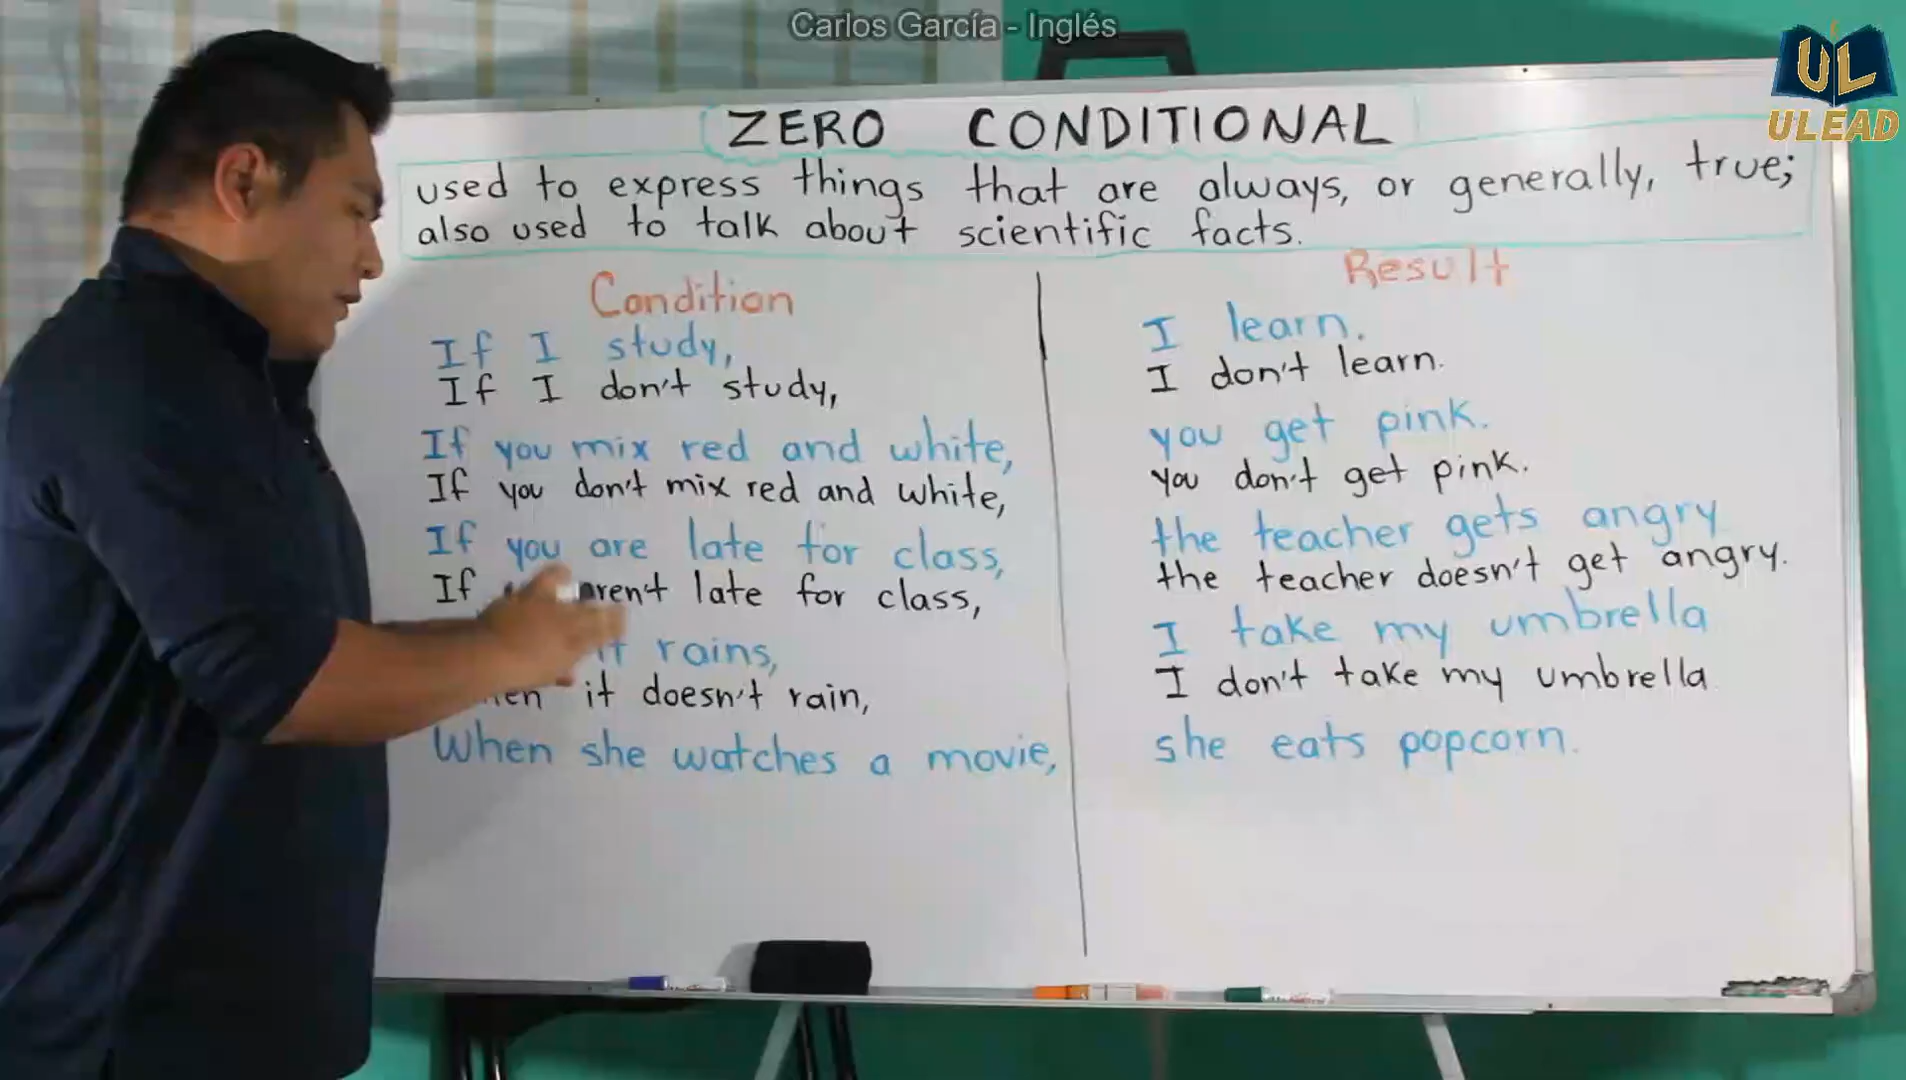 Carlos García - Inglés
UL
ULEAD
ZERO CONDITIONAL
used to express things that are always, or generally, true;
also used to talk about scientific facts.
Condition
If I study,
If I don't study,
If you mix red and white,
If you don't mix red and white,
If you are late for class,
If late for class,
rains,
it doesn't rain,
When she watches a movie,
Result
I learn.
I don't learn.
you get pink.
you don't get pink.
the teacher gets angry
the teacher doesn't get angry.
I take my umbrella
I don't take my umbrella
she eats popcorn.